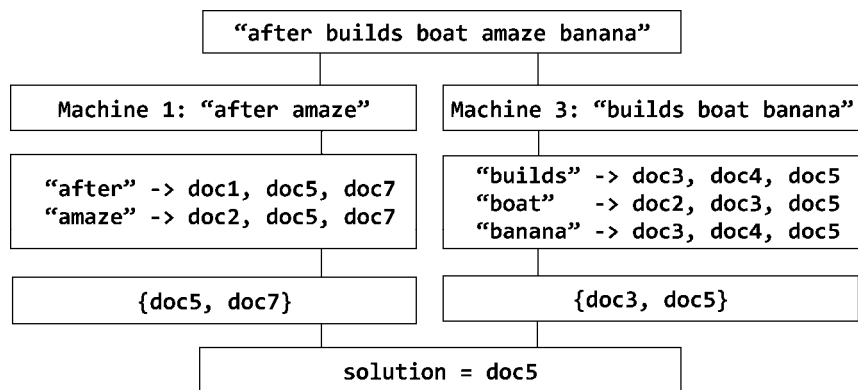 “after builds boat amaze banana”
Machine 1: “after amaze”
Machine 3: “builds boat banana”
“after” -> doc1, doc5, doc7
“amaze” -> doc2, doc5, doc7
“builds” -> doc3, doc4, doc5
“boat” -> doc2, doc3, doc5
“banana” -> doc3, doc4, doc5
{doc5, doc7}
{doc3, doc5}
solution = doc5